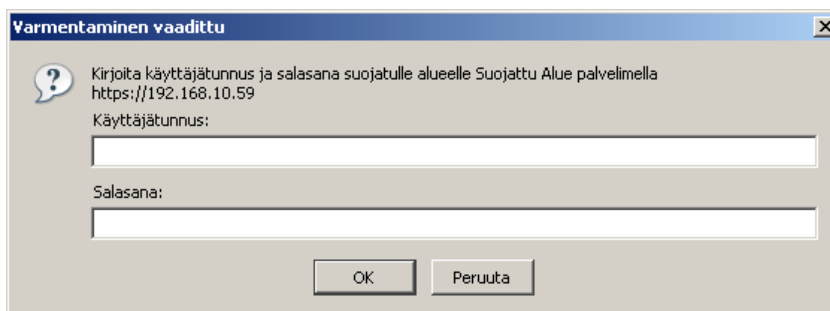 Varmentaminen vaadittu
Kirjoita käyttäjätunnus ja salasana suojatulle alueelle Suojattu Alue palvelimella
https://192.168.10.59
Käyttäjätunnus:
Salasana:
OK Peruuta